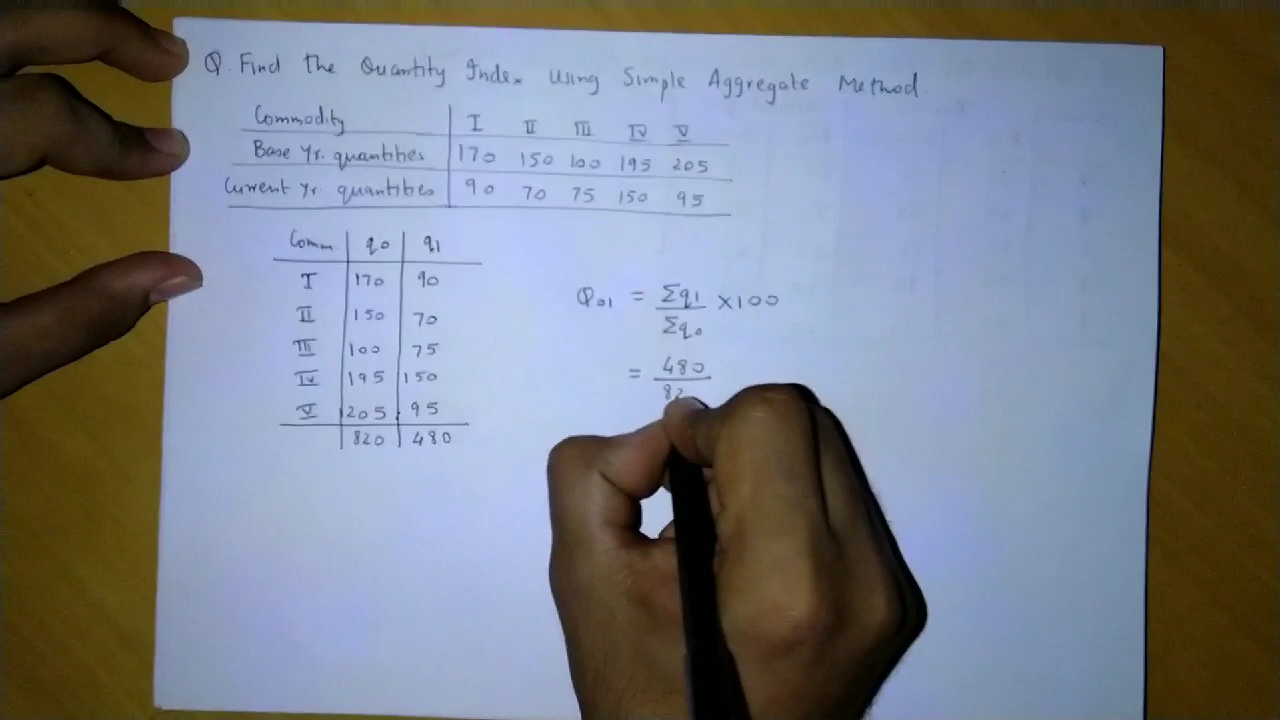 Q. Find the Quantity Index using Simple Aggregate Method
Commodity I II III IV V
Base Yr. quantities 170 150 100 195 205
Current Yr. quantities 90 70 75 150 95
Comm. q0 q1
I 170 90
II 150 70
III 100 75
IV 195 150
V 205 95
820 480
Q01 = Σq1 / Σq0 ×100
= 480 / 82